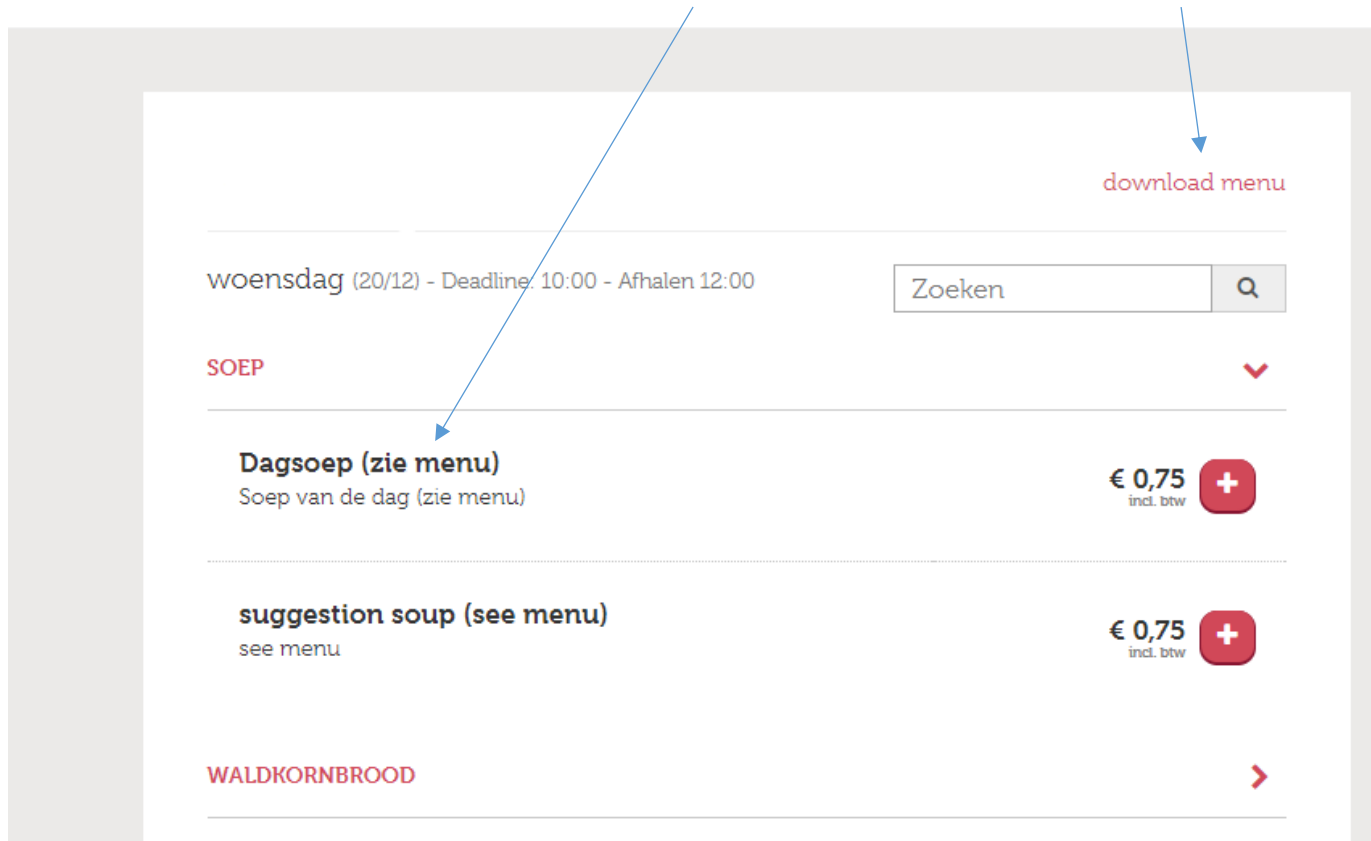 download menu
woensdag (20/12) - Deadline: 10:00 - Afhalen 12:00
Zoeken
SOEP
Dagsoep (zie menu)
Soep van de dag (zie menu)
€ 0,75
incl. btw
suggestion soup (see menu)
see menu
€ 0,75
incl. btw
WALDKORNBROOD